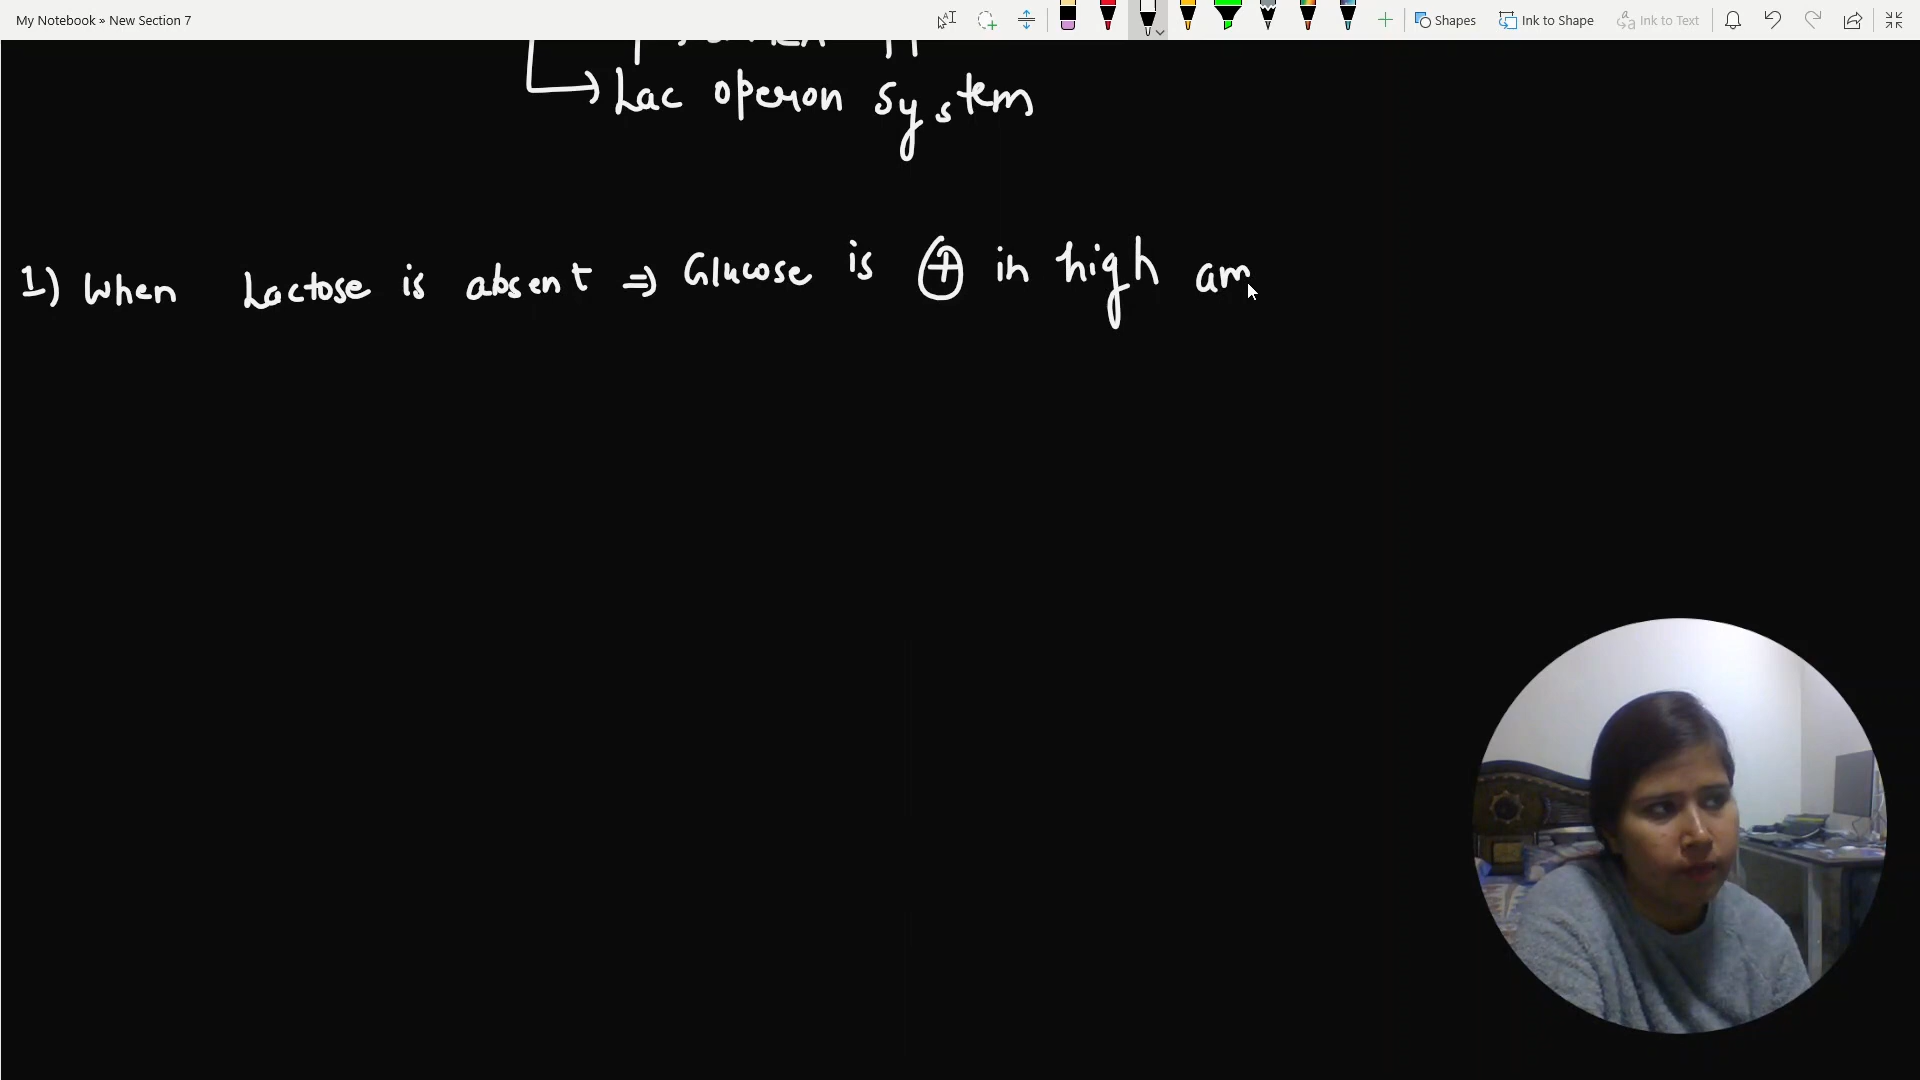 My Notebook » New Section 7
Shapes
Ink to Shape
Ink to Text
Lac operon system
1) When Lactose is absent ⇒ Glucose is ⊕ in high am